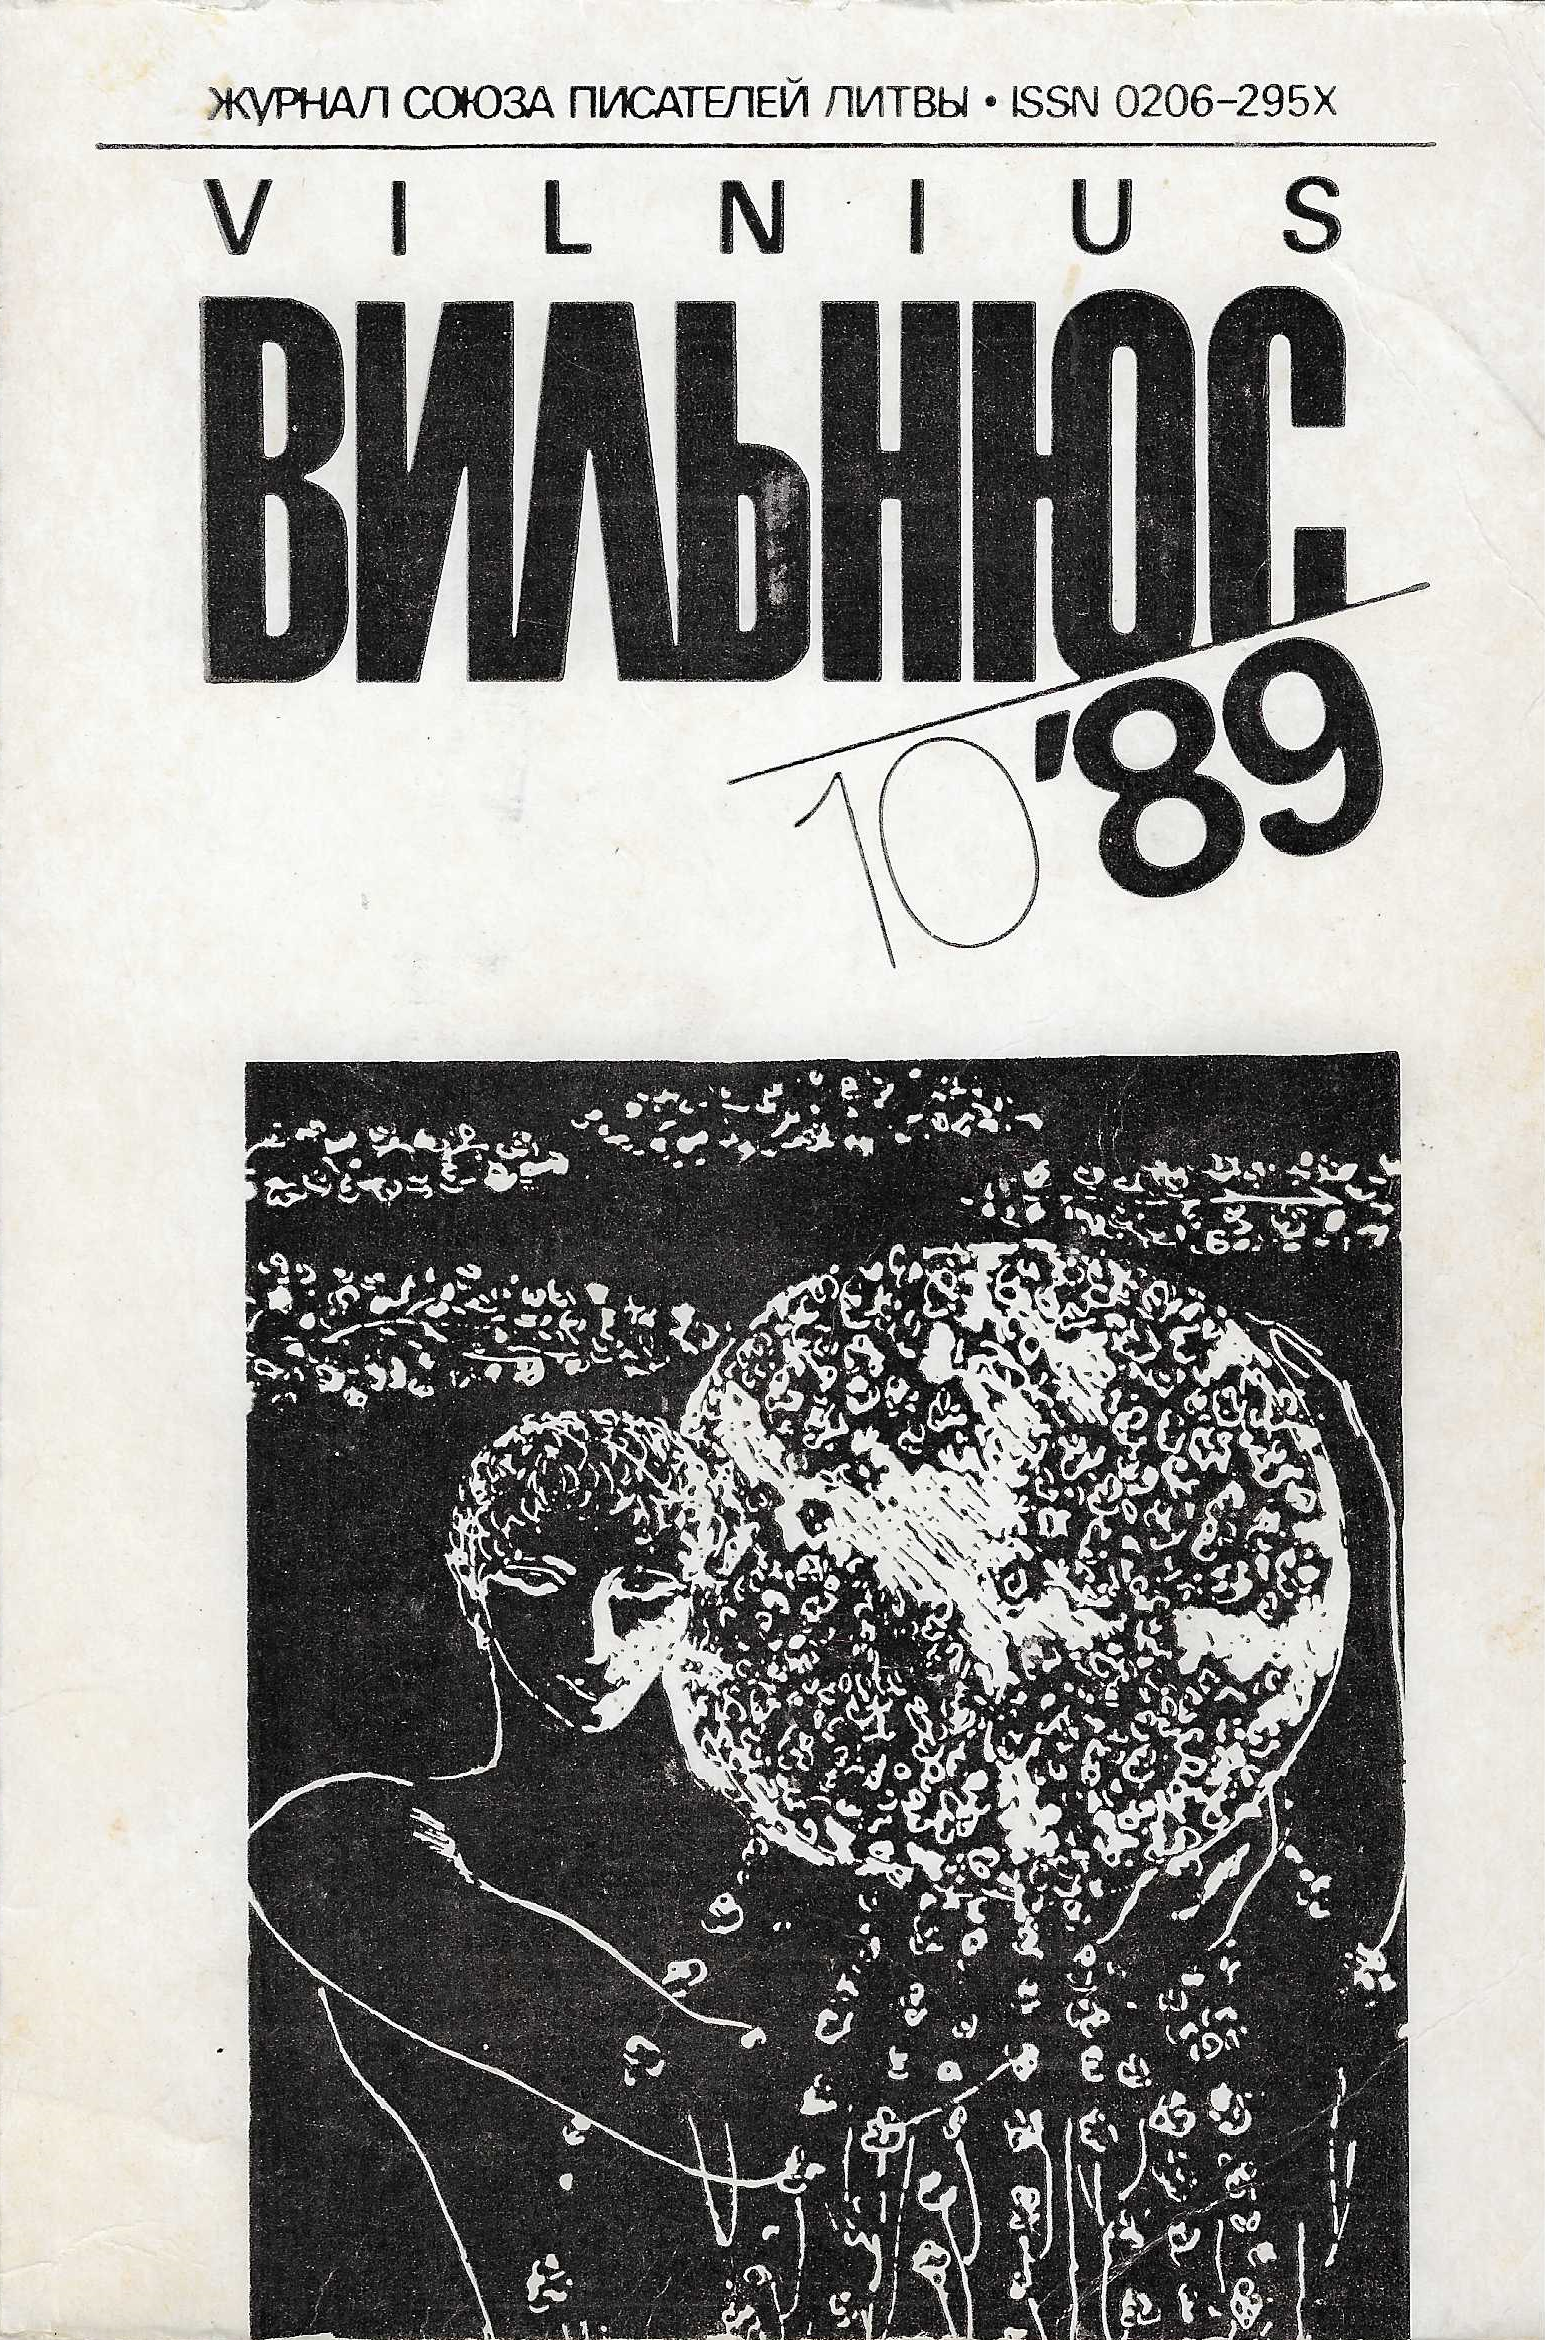 ЖУРНАЛ СОЮЗА ПИСАТЕЛЕЙ ЛИТВЫ • ISSN 0206-295X
VILNIUS
ВИЛЬНЮС
10'89